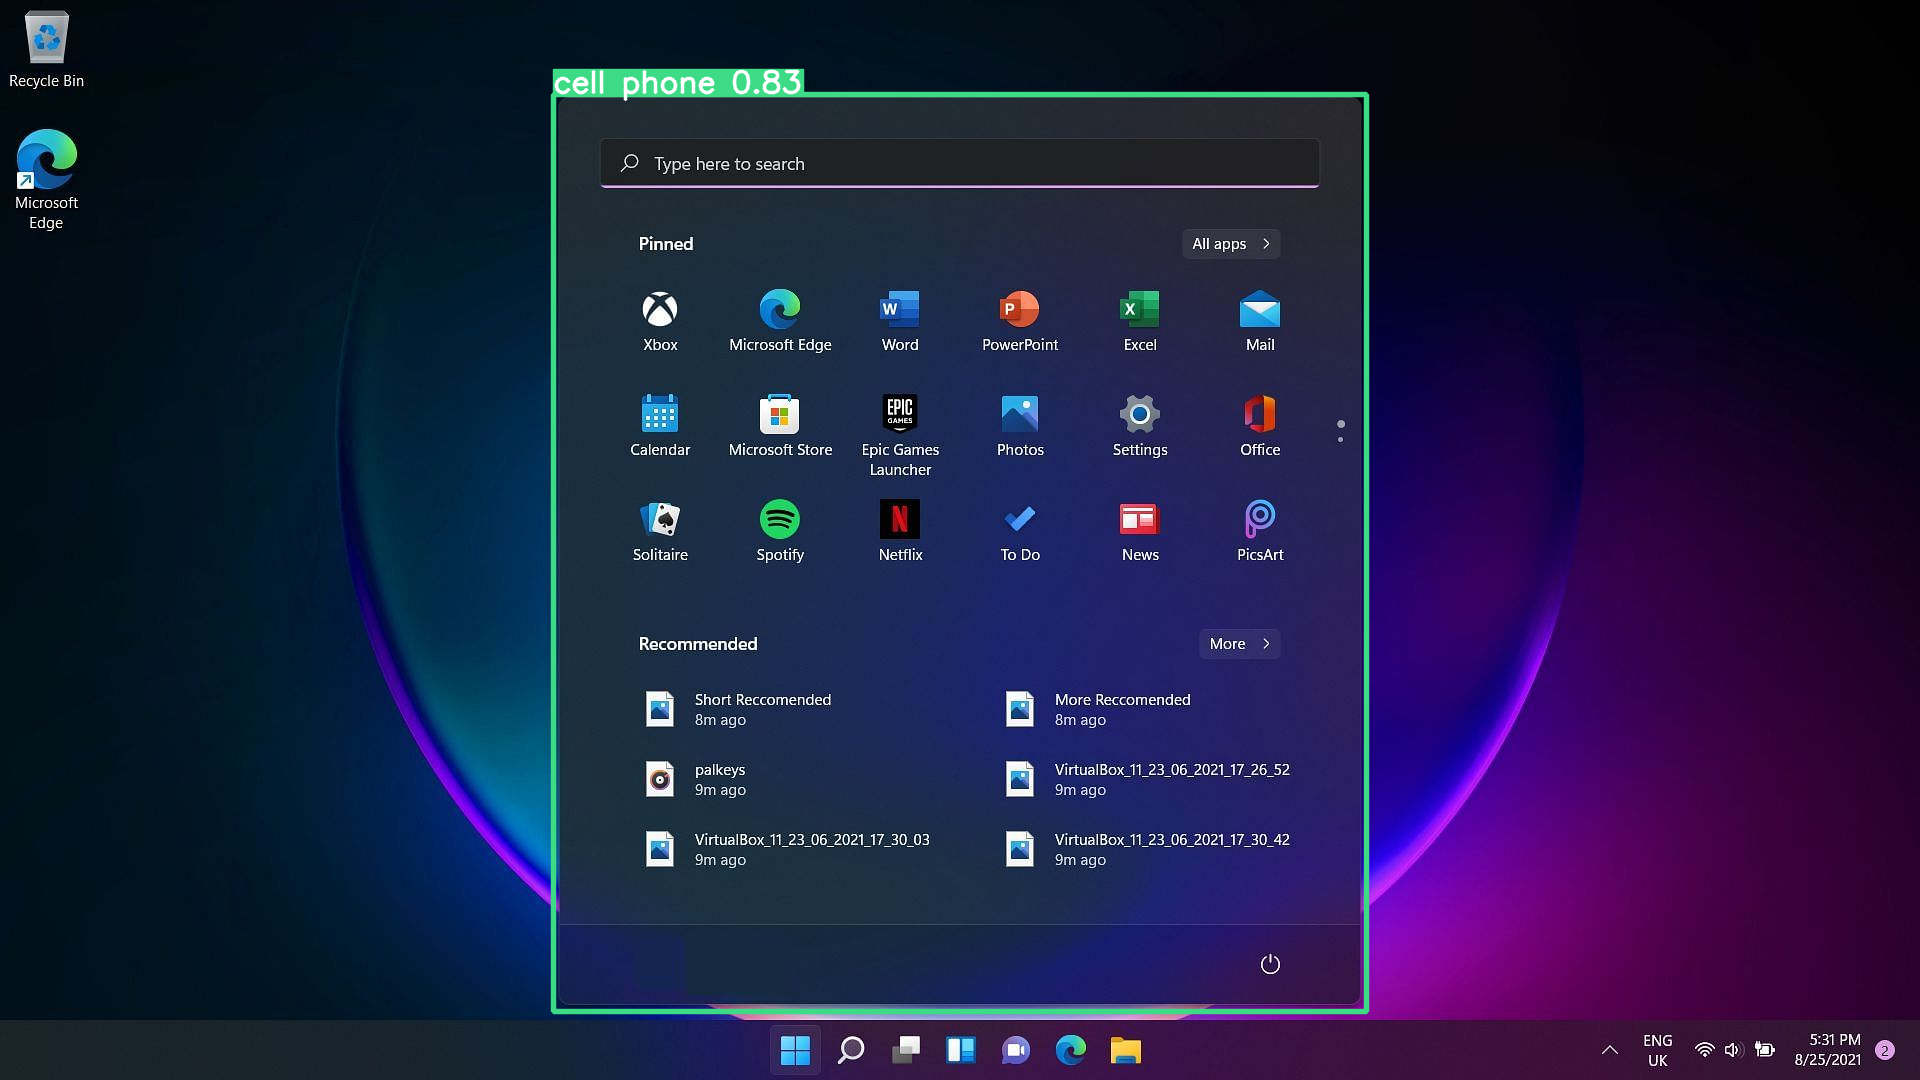 Recycle Bin
Microsoft
Edge
cell phone 0.83
Type here to search
Pinned
All apps
Xbox
Microsoft Edge
Word
PowerPoint
Excel
Mail
Calendar
Microsoft Store
Epic Games
Launcher
Photos
Settings
Office
Solitaire
Spotify
Netflix
To Do
News
PicsArt
W
P
X
EPIC
GAMES
N
Recommended
More
Short Reccomended
8m ago
More Reccomended
8m ago
palkeys
9m ago
VirtualBox_11_23_06_2021_17_26_52
9m ago
VirtualBox_11_23_06_2021_17_30_03
9m ago
VirtualBox_11_23_06_2021_17_30_42
9m ago
ENG
UK
5:31 PM
8/25/2021
2